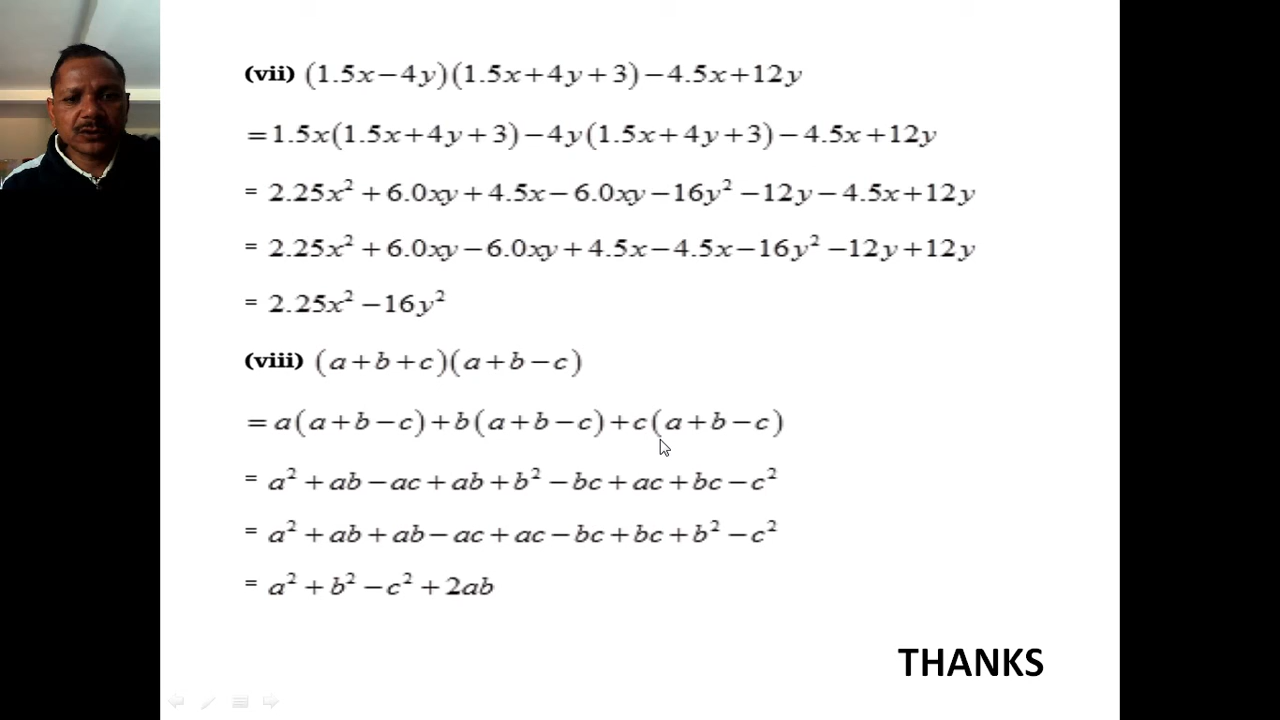 (vii) (1.5x−4y)(1.5x+4y+3)−4.5x+12y
=1.5x(1.5x+4y+3)−4y(1.5x+4y+3)−4.5x+12y
= 2.25x²+6.0xy+4.5x−6.0xy−16y²−12y−4.5x+12y
= 2.25x²+6.0xy−6.0xy+4.5x−4.5x−16y²−12y+12y
= 2.25x²−16y²
(viii) (a+b+c)(a+b−c)
=a(a+b−c)+b(a+b−c)+c(a+b−c)
= a²+ab−ac+ab+b²−bc+ac+bc−c²
= a²+ab+ab−ac+ac−bc+bc+b²−c²
= a²+b²−c²+2ab
THANKS